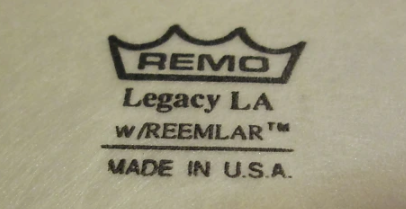 REMO
Legacy LA
w/REEMLAR™
MADE IN U.S.A.